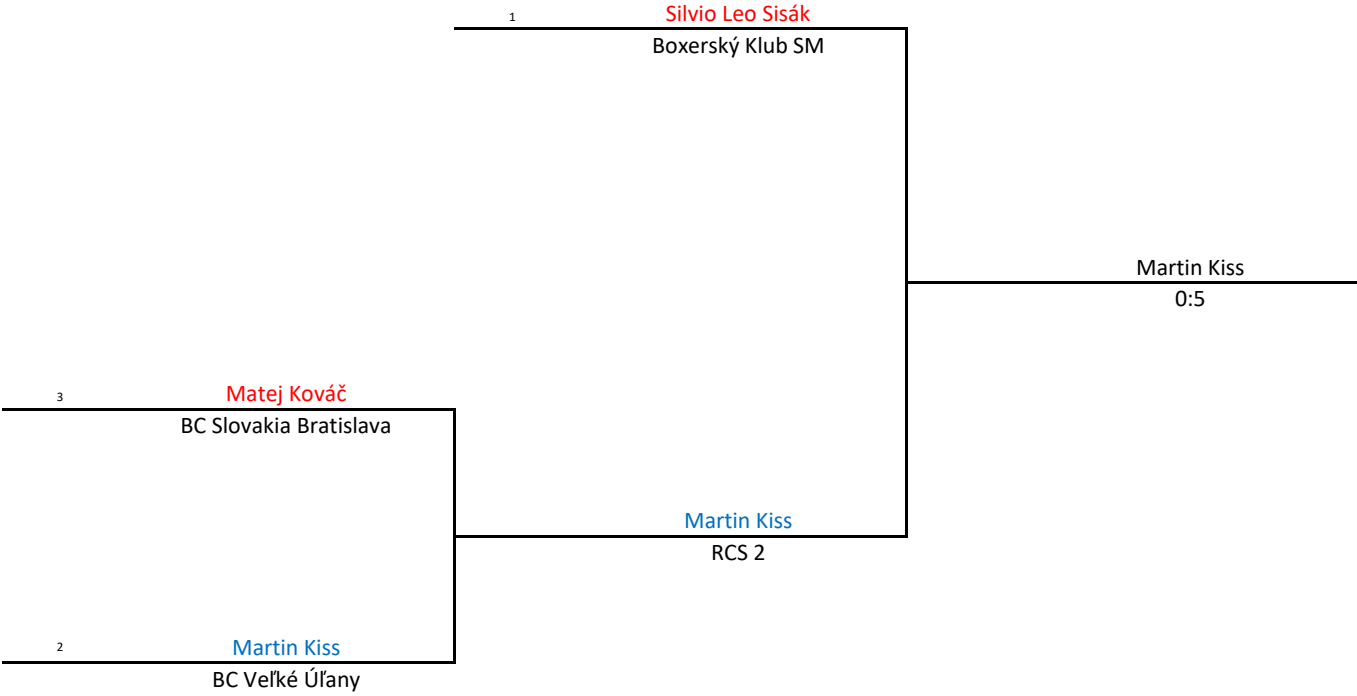 1 Silvio Leo Sisák
Boxerský Klub SM
Martin Kiss
0:5
3 Matej Kováč
BC Slovakia Bratislava
Martin Kiss
RCS 2
2 Martin Kiss
BC Veľké Úľany